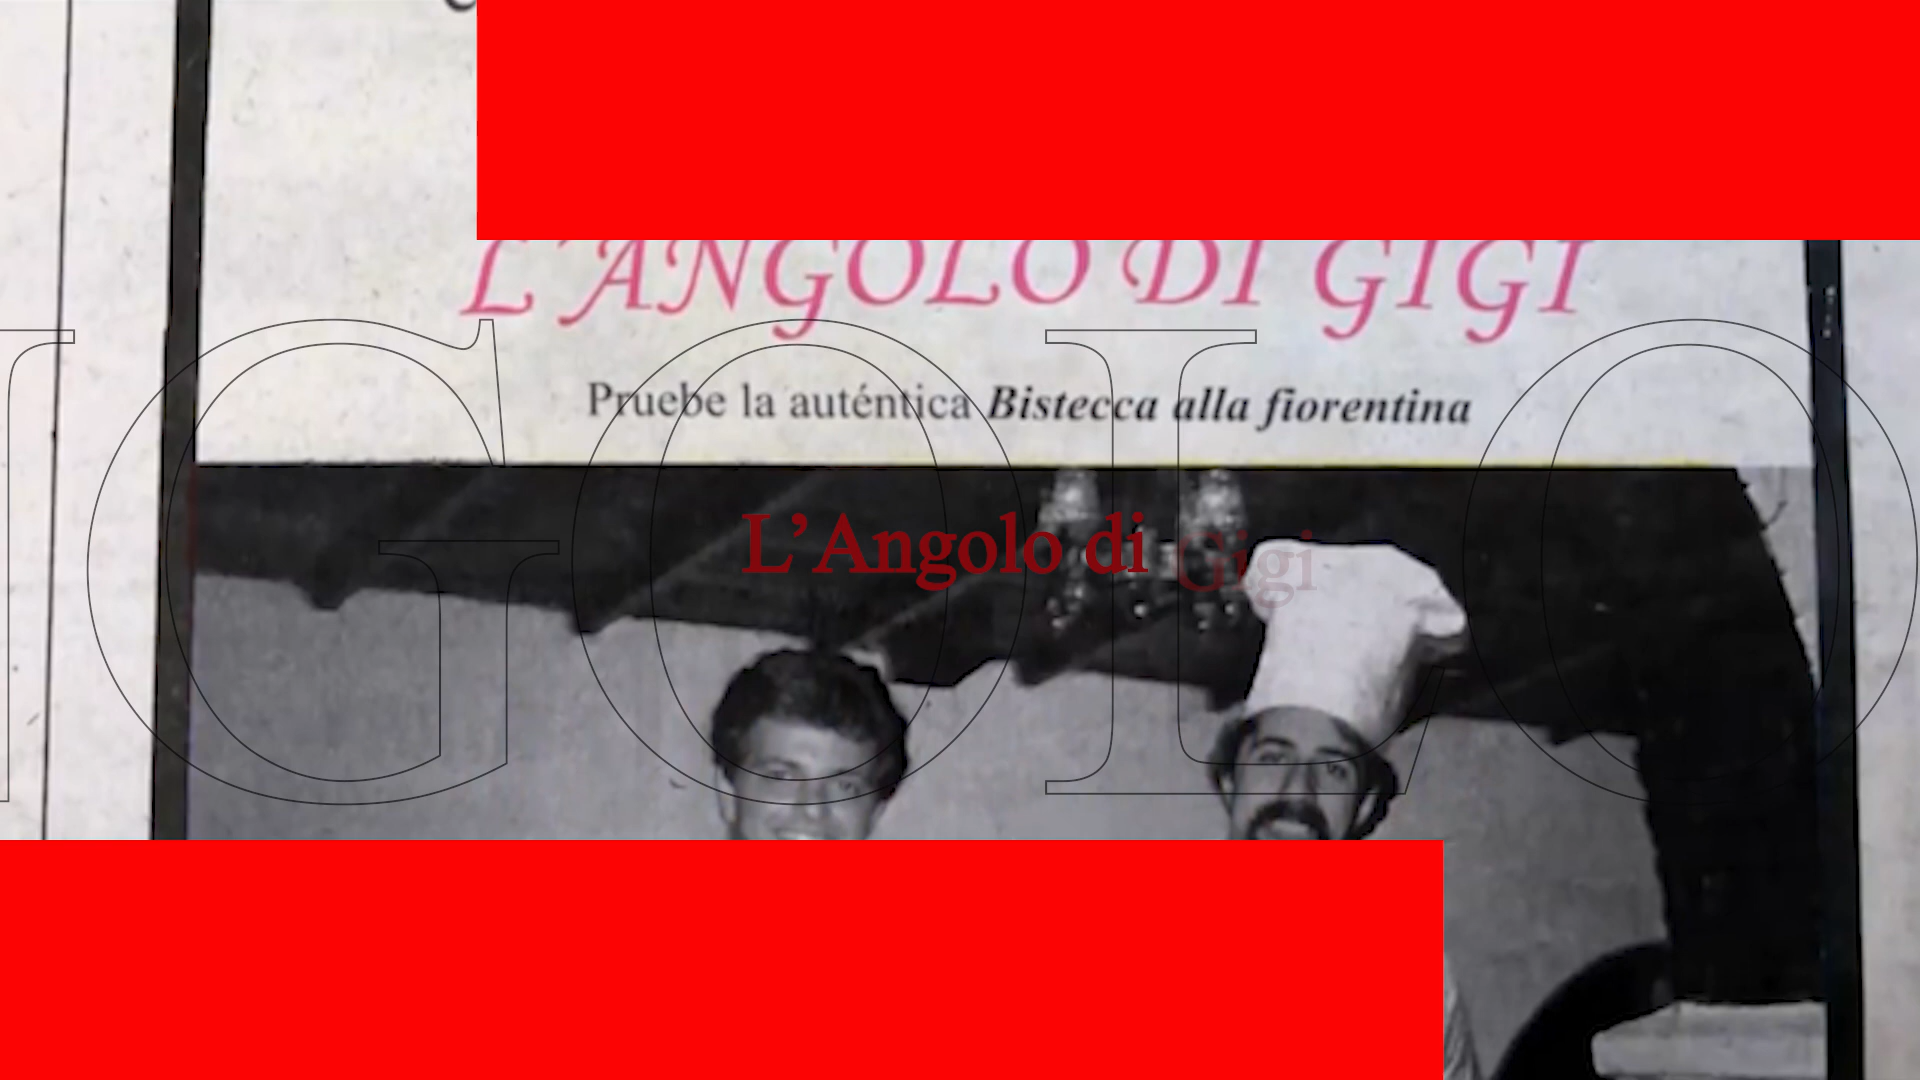 L'ANGOLO DI GIGI
Pruebe la auténtica Bistecca alla fiorentina
L’Angolo di Gigi
GOLO